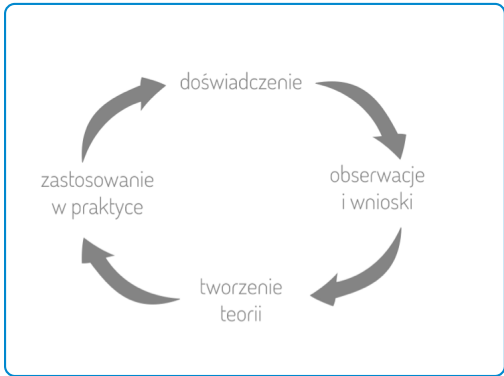 doświadczenie
obserwacje
i wnioski
tworzenie
teorii
zastosowanie
w praktyce